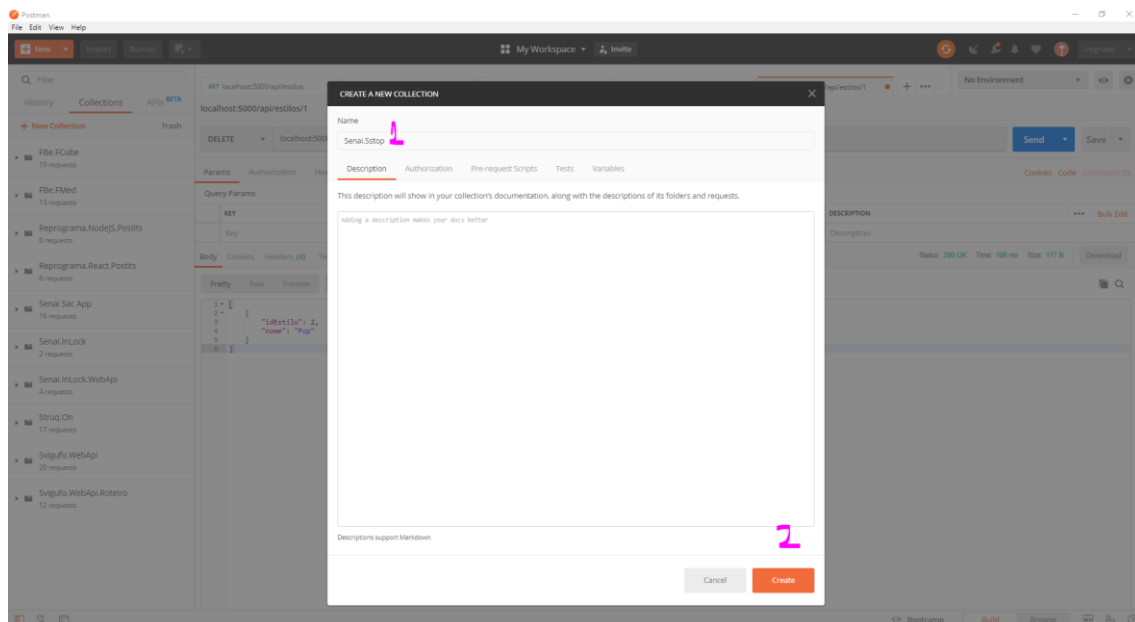 Postman
File Edit View Help
New Import Runner My Workspace Invite Upgrade
Filter
History Collections APIs BETA
+ New Collection Trash
FBe.FCube
19 requests
FBe.FMed
13 requests
Reprograma.NodeJS.Postits
6 requests
Reprograma.React.Postits
6 requests
Senai Sac App
Senai.InLock
2 requests
Senai.InLock.WebApi
4 requests
Struq.On
17 requests
Svigufo.WebApi
20 requests
Svigufo.WebApi.Roteiro
12 requests
localhost:5000/api/estilos
No Environment
localhost:5000/api/estilos/1
DELETE localhost:500 Send Save
Params Authorization Cookies Code Comments (0)
Query Params
KEY DESCRIPTION Bulk Edit
Key Description
Body Cookies Headers (4) Status: 200 OK Time: 108 ms Size: 177 B Download
Pretty Raw Preview
1 [
2 {
3 "idEstilo": 2,
4 "nome": "Pop"
5 }
6 ]
CREATE A NEW COLLECTION
Name
1
Senai.Sstop
Description Authorization Pre-request Scripts Tests Variables
This description will show in your collection's documentation, along with the descriptions of its folders and requests.
Adding a description makes your docs better
Descriptions support Markdown
2
Cancel Create
Bootcamp Build Browse